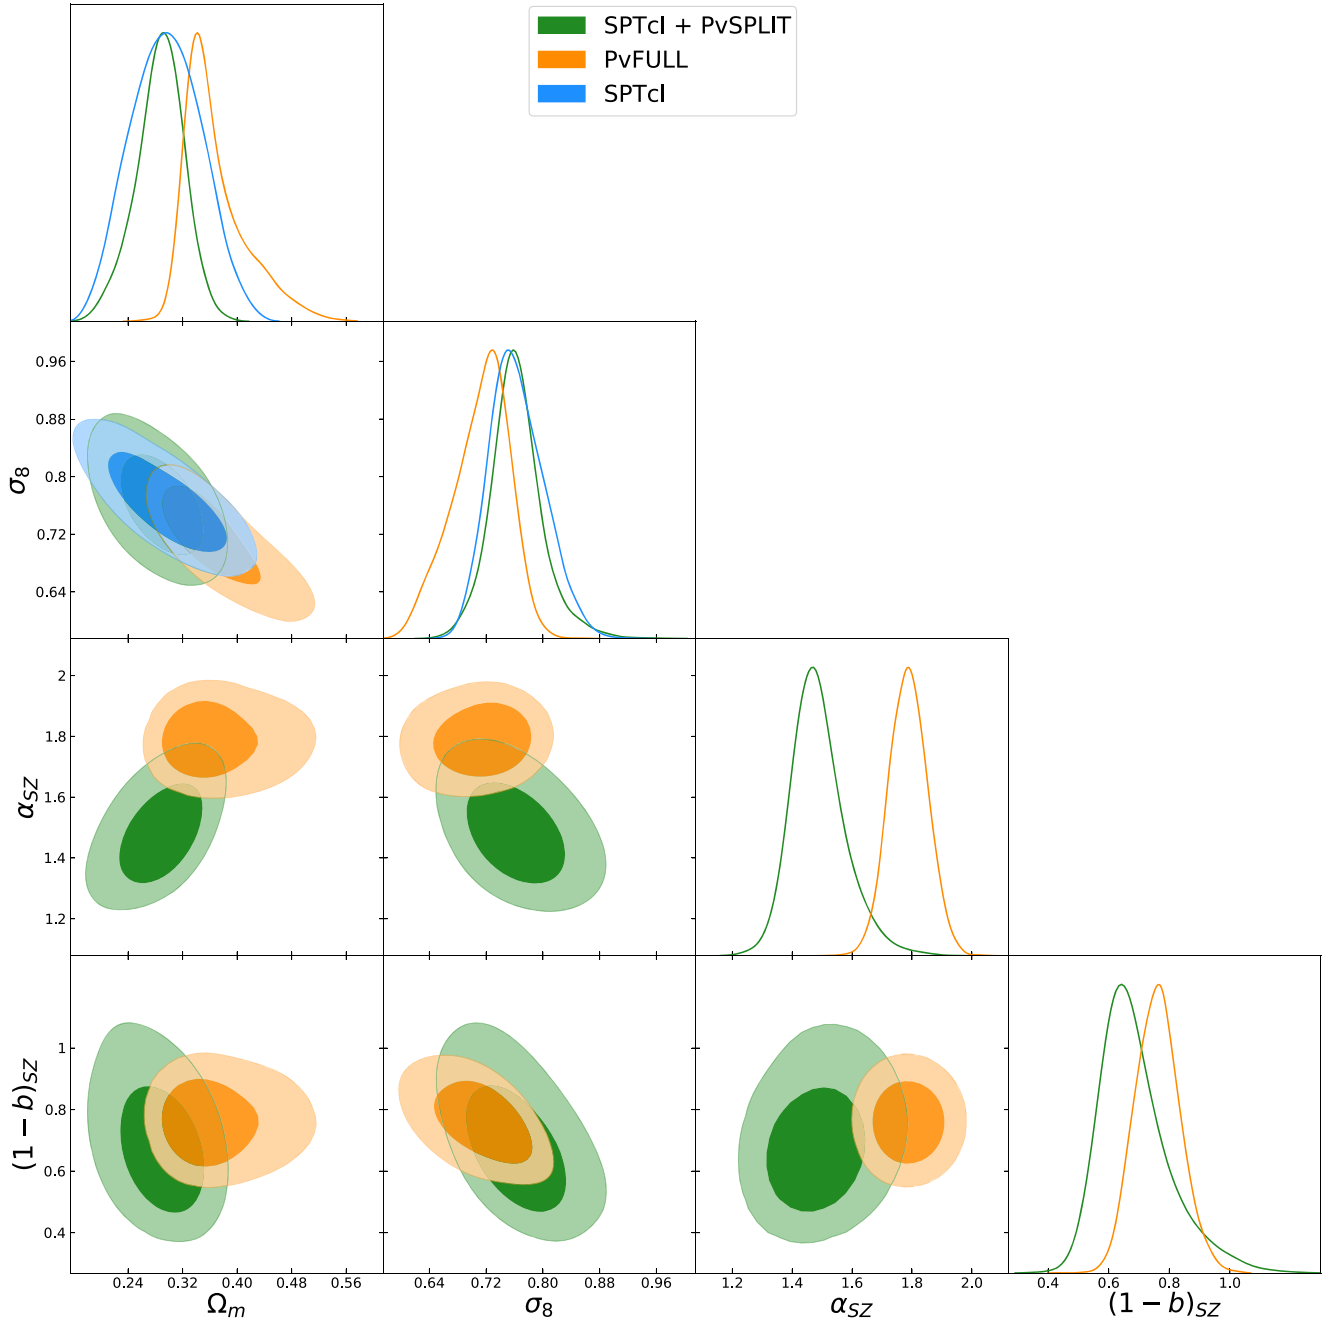 SPTcl + PvSPLIT
PvFULL
SPTcl
0.96
0.88
0.8
0.72
0.64
σ8
2
1.8
1.6
1.4
1.2
αSZ
1
0.8
0.6
0.4
(1 − b)SZ
0.24 0.32 0.40 0.48 0.56
0.64 0.72 0.80 0.88 0.96
1.2 1.4 1.6 1.8 2.0
0.4 0.6 0.8 1.0
Ωm
σ8
αSZ
(1 − b)SZ